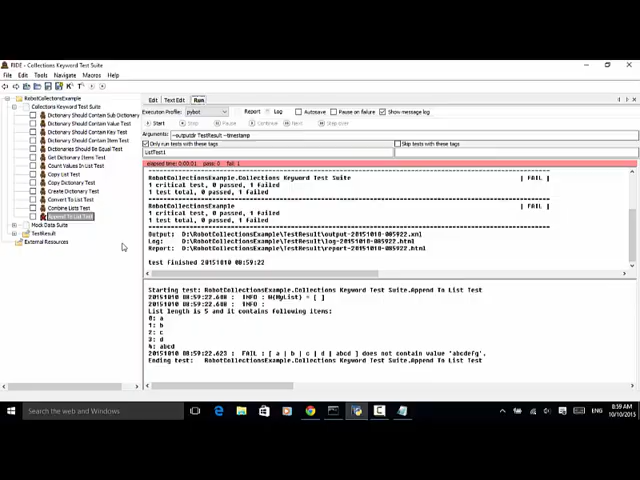 RIDE - Collections Keyword Test Suite
File Edit Tools Navigate Macros Help
RobotCollectionsExample
Collections Keyword Test Suite
Dictionary Should Contain Sub Dictionary
Dictionary Should Contain Value Test
Dictionary Should Contain Key Test
Dictionary Should Contain Item Test
Dictionaries Should Be Equal Test
Get Dictionary Items Test
Count Values In List Test
Copy List Test
Copy Dictionary Test
Create Dictionary Test
Convert To List Test
Combine Lists Test
Append To List Test
Mock Data Suite
TestResult
External Resources
Edit Text Edit Run
Execution Profile: pybot Report Log Autosave Pause on failure Show message log
Start Stop Pause Continue Next Step over
Arguments: --outputdir TestResult --timestamp
Only run tests with these tags Skip tests with these tags
ListTest1
elapsed time: 0:00:01 pass: 0 fail: 1
RobotCollectionsExample.Collections Keyword Test Suite | FAIL |
1 critical test, 0 passed, 1 failed
1 test total, 0 passed, 1 failed
RobotCollectionsExample | FAIL |
1 critical test, 0 passed, 1 failed
1 test total, 0 passed, 1 failed
Output: D:\RobotCollectionsExample\TestResult\output-20151010-085922.xml
Log: D:\RobotCollectionsExample\TestResult\log-20151010-085922.html
Report: D:\RobotCollectionsExample\TestResult\report-20151010-085922.html
test finished 20151010 08:59:22
Starting test: RobotCollectionsExample.Collections Keyword Test Suite.Append To List Test
20151010 08:59:22.608 : INFO : @{MyList} = [ ]
20151010 08:59:22.608 : INFO :
List length is 5 and it contains following items:
0: a
1: b
2: c
3: d
4: abcd
20151010 08:59:22.623 : FAIL : [ a | b | c | d | abcd ] does not contain value 'abcdefg'.
Ending test: RobotCollectionsExample.Collections Keyword Test Suite.Append To List Test
Search the web and Windows
ENG
8:59 AM
10/10/2015